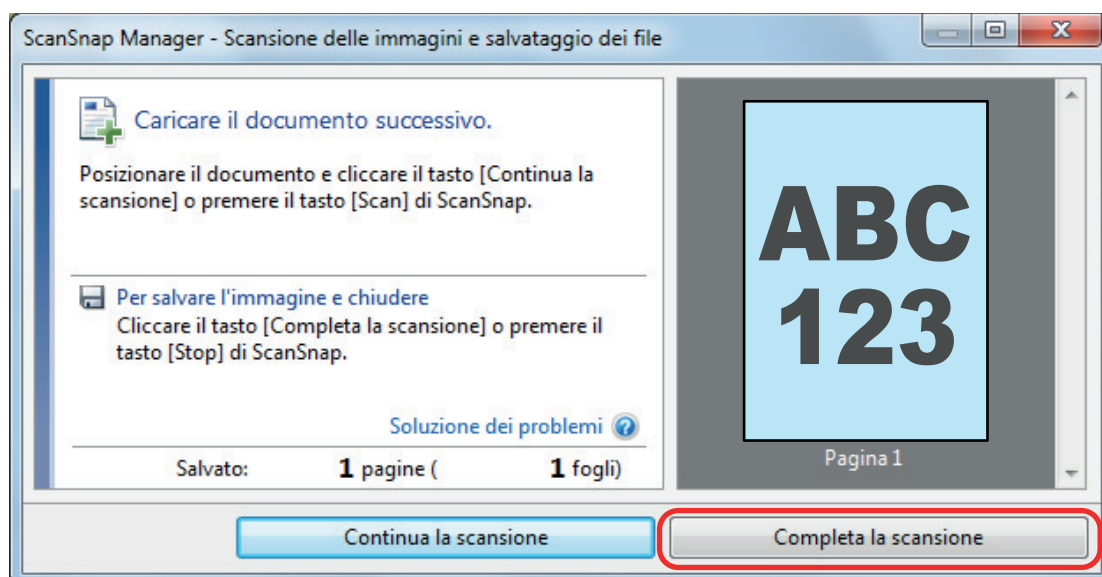 ScanSnap Manager - Scansione delle immagini e salvataggio dei file
Caricare il documento successivo.
Posizionare il documento e cliccare il tasto [Continua la
scansione] o premere il tasto [Scan] di ScanSnap.
Per salvare l'immagine e chiudere
Cliccare il tasto [Completa la scansione] o premere il
tasto [Stop] di ScanSnap.
Soluzione dei problemi
Salvato: 1 pagine ( 1 fogli)
ABC
123
Pagina 1
Continua la scansione
Completa la scansione